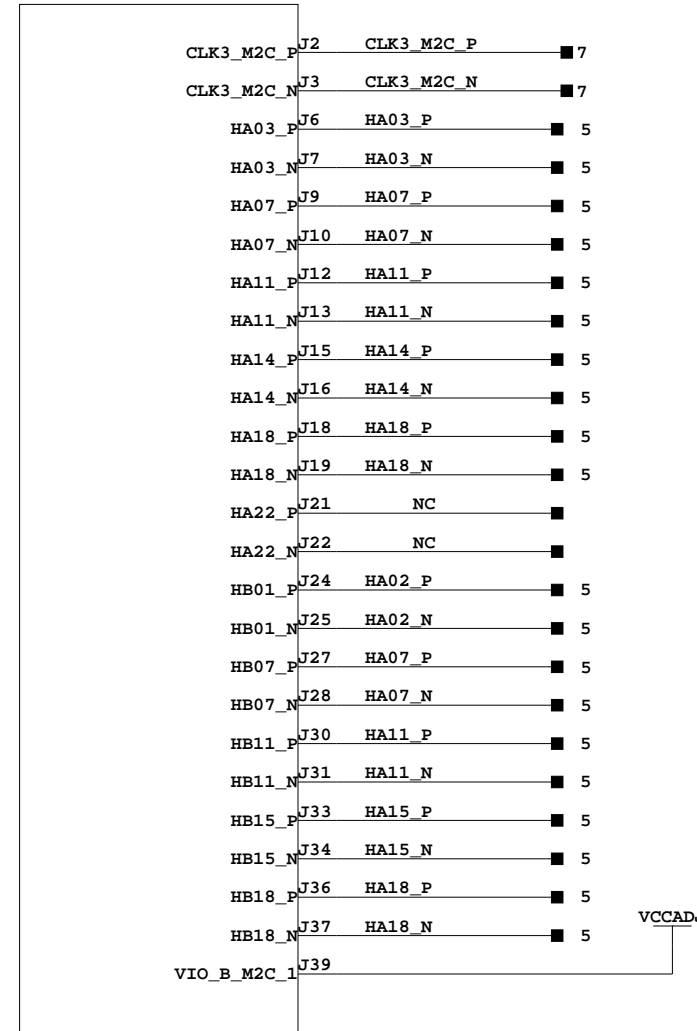 CLK3_M2C_P J2 CLK3_M2C_P 7
CLK3_M2C_N J3 CLK3_M2C_N 7
HA03_P J6 HA03_P 5
HA03_N J7 HA03_N 5
HA07_P J9 HA07_P 5
HA07_N J10 HA07_N 5
HA11_P J12 HA11_P 5
HA11_N J13 HA11_N 5
HA14_P J15 HA14_P 5
HA14_N J16 HA14_N 5
HA18_P J18 HA18_P 5
HA18_N J19 HA18_N 5
HA22_P J21 NC
HA22_N J22 NC
HB01_P J24 HA02_P 5
HB01_N J25 HA02_N 5
HB07_P J27 HA07_P 5
HB07_N J28 HA07_N 5
HB11_P J30 HA11_P 5
HB11_N J31 HA11_N 5
HB15_P J33 HA15_P 5
HB15_N J34 HA15_N 5
HB18_P J36 HA18_P 5
HB18_N J37 HA18_N 5
VCCAD
VIO_B_M2C_1 J39